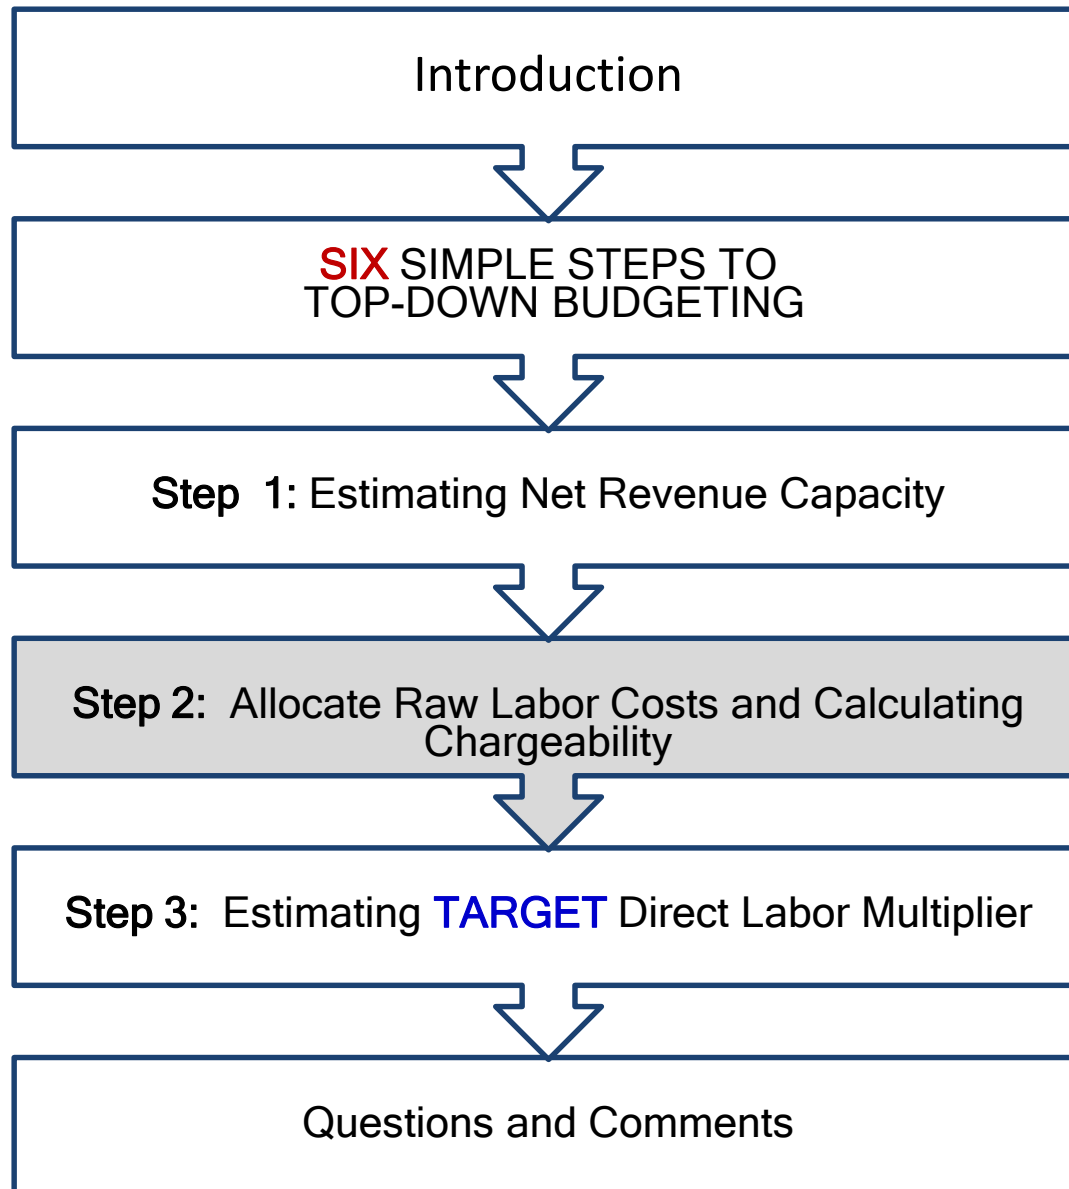 Introduction
SIX SIMPLE STEPS TO
TOP-DOWN BUDGETING
Step  1: Estimating Net Revenue Capacity
Step 2:  Allocate Raw Labor Costs and Calculating
Chargeability
Step 3:  Estimating TARGET Direct Labor Multiplier
Questions and Comments